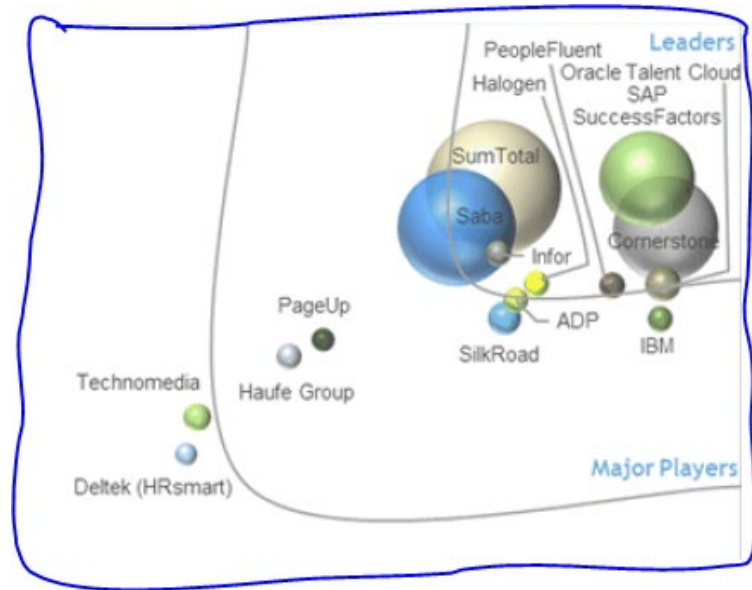 Leaders
PeopleFluent
Oracle Talent Cloud
Halogen
SAP
SuccessFactors
SumTotal
Saba
Cornerstone
Infor
PageUp
ADP
SilkRoad
IBM
Haufe Group
Technomedia
Major Players
Deltek (HRsmart)